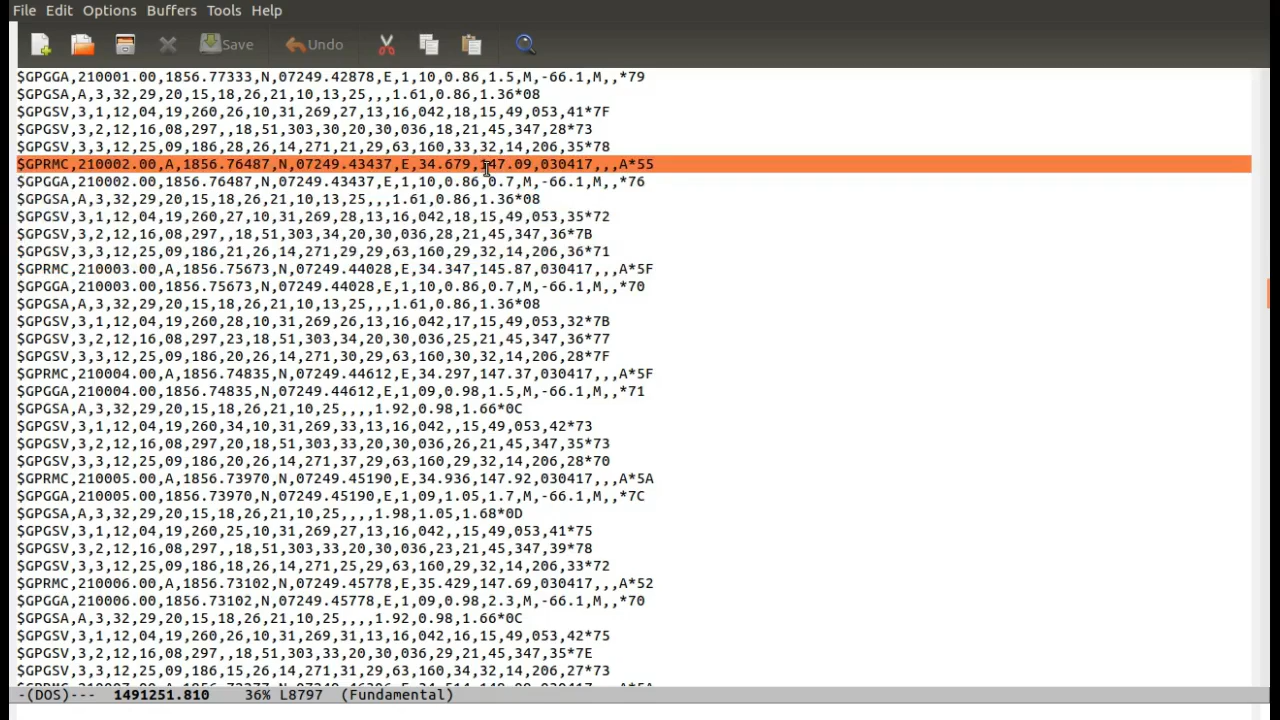 File Edit Options Buffers Tools Help
Save Undo
$GPGGA,210001.00,1856.77333,N,07249.42878,E,1,10,0.86,1.5,M,-66.1,M,,*79
$GPGSA,A,3,32,29,20,15,18,26,21,10,13,25,,,1.61,0.86,1.36*08
$GPGSV,3,1,12,04,19,260,26,10,31,269,27,13,16,042,18,15,49,053,41*7F
$GPGSV,3,2,12,16,08,297,,18,51,303,30,20,30,036,18,21,45,347,28*73
$GPGSV,3,3,12,25,09,186,28,26,14,271,33,29,63,160,33,32,14,206,35*78
$GPRMC,210002.00,A,1856.76487,N,07249.43437,E,34.679,147.09,030417,,,A*55
$GPGGA,210002.00,1856.76487,N,07249.43437,E,1,10,0.86,0.7,M,-66.1,M,,*76
$GPGSA,A,3,32,29,20,15,18,26,21,10,13,25,,,1.61,0.86,1.36*08
$GPGSV,3,1,12,04,19,260,27,10,31,269,28,13,16,042,18,15,49,053,35*72
$GPGSV,3,2,12,16,08,297,,18,51,303,34,20,30,036,28,21,45,347,36*7B
$GPGSV,3,3,12,25,09,186,21,26,14,271,29,29,63,160,29,32,14,206,36*71
$GPRMC,210003.00,A,1856.75673,N,07249.44028,E,34.347,145.87,030417,,,A*5F
$GPGGA,210003.00,1856.75673,N,07249.44028,E,1,10,0.86,0.7,M,-66.1,M,,*70
$GPGSA,A,3,32,29,20,15,18,26,21,10,13,25,,,1.61,0.86,1.36*08
$GPGSV,3,1,12,04,19,260,28,10,31,269,26,13,16,042,17,15,49,053,32*7B
$GPGSV,3,2,12,16,08,297,23,18,51,303,34,20,30,036,25,21,45,347,36*77
$GPGSV,3,3,12,25,09,186,20,26,14,271,30,29,63,160,30,32,14,206,28*7F
$GPRMC,210004.00,A,1856.74835,N,07249.44612,E,34.297,147.37,030417,,,A*5F
$GPGGA,210004.00,1856.74835,N,07249.44612,E,1,09,0.98,1.5,M,-66.1,M,,*71
$GPGSA,A,3,32,29,20,15,18,26,21,10,25,,,,1.92,0.98,1.66*0C
$GPGSV,3,1,12,04,19,260,34,10,31,269,33,13,16,042,,15,49,053,42*73
$GPGSV,3,2,12,16,08,297,20,18,51,303,33,20,30,036,26,21,45,347,35*73
$GPGSV,3,3,12,25,09,186,20,26,14,271,37,29,63,160,29,32,14,206,28*70
$GPRMC,210005.00,A,1856.73970,N,07249.45190,E,34.936,147.92,030417,,,A*5A
$GPGGA,210005.00,1856.73970,N,07249.45190,E,1,09,1.05,1.7,M,-66.1,M,,*7C
$GPGSA,A,3,32,29,20,15,18,26,21,10,25,,,,1.98,1.05,1.68*0D
$GPGSV,3,1,12,04,19,260,25,10,31,269,27,13,16,042,,15,49,053,41*75
$GPGSV,3,2,12,16,08,297,,18,51,303,33,20,30,036,23,21,45,347,39*78
$GPGSV,3,3,12,25,09,186,18,26,14,271,25,29,63,160,29,32,14,206,33*72
$GPRMC,210006.00,A,1856.73102,N,07249.45778,E,35.429,147.69,030417,,,A*52
$GPGGA,210006.00,1856.73102,N,07249.45778,E,1,09,0.98,2.3,M,-66.1,M,,*70
$GPGSA,A,3,32,29,20,15,18,26,21,10,25,,,,1.92,0.98,1.66*0C
$GPGSV,3,1,12,04,19,260,26,10,31,269,31,13,16,042,16,15,49,053,42*75
$GPGSV,3,2,12,16,08,297,,18,51,303,33,20,30,036,29,21,45,347,35*7E
$GPGSV,3,3,12,25,09,186,15,26,14,271,31,29,63,160,34,32,14,206,27*73
-(DOS)--- 1491251.810 36% L8797 (Fundamental)